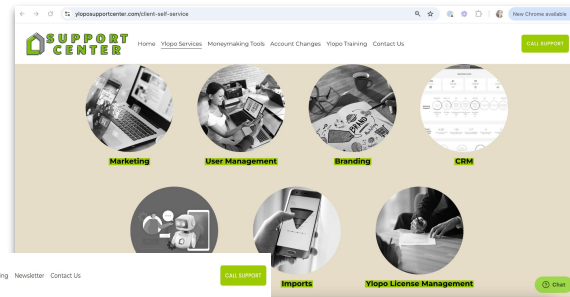 yloposupportcenter.com/client-self-service
New Chrome available
SUPPORT CENTER
Home Ylopo Services Moneymaking Tools Account Changes Ylopo Training Contact Us
CALL SUPPORT
BRAND
Marketing User Management Branding CRM
ing Newsletter Contact Us
CALL SUPPORT
Imports Ylopo License Management
Chat